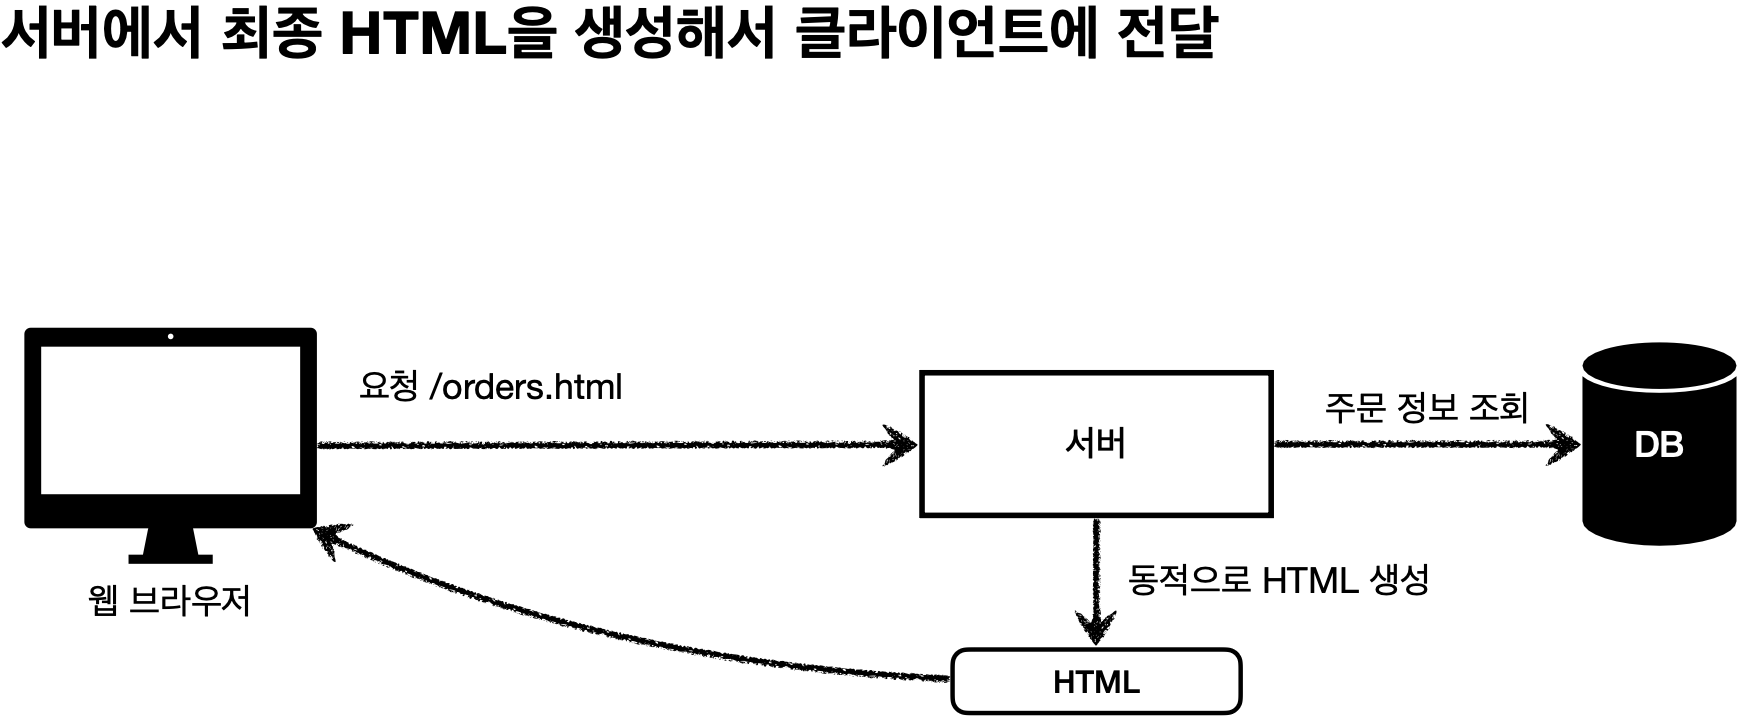 서버에서 최종 HTML을 생성해서 클라이언트에 전달
요청 /orders.html
주문 정보 조회
서버
DB
동적으로 HTML 생성
웹 브라우저
HTML